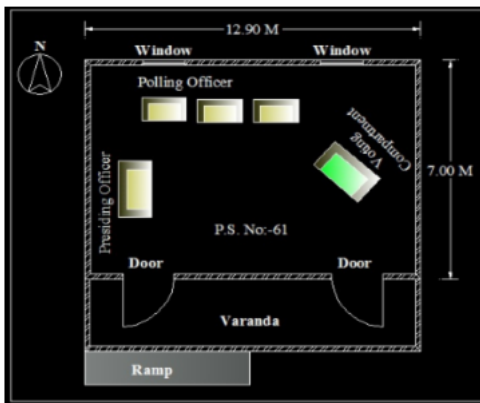 12.90 M
N
Window
Window
Polling Officer
Voting
Compartment
7.00 M
Presiding Officer
P.S. No:-61
Door
Door
Varanda
Ramp